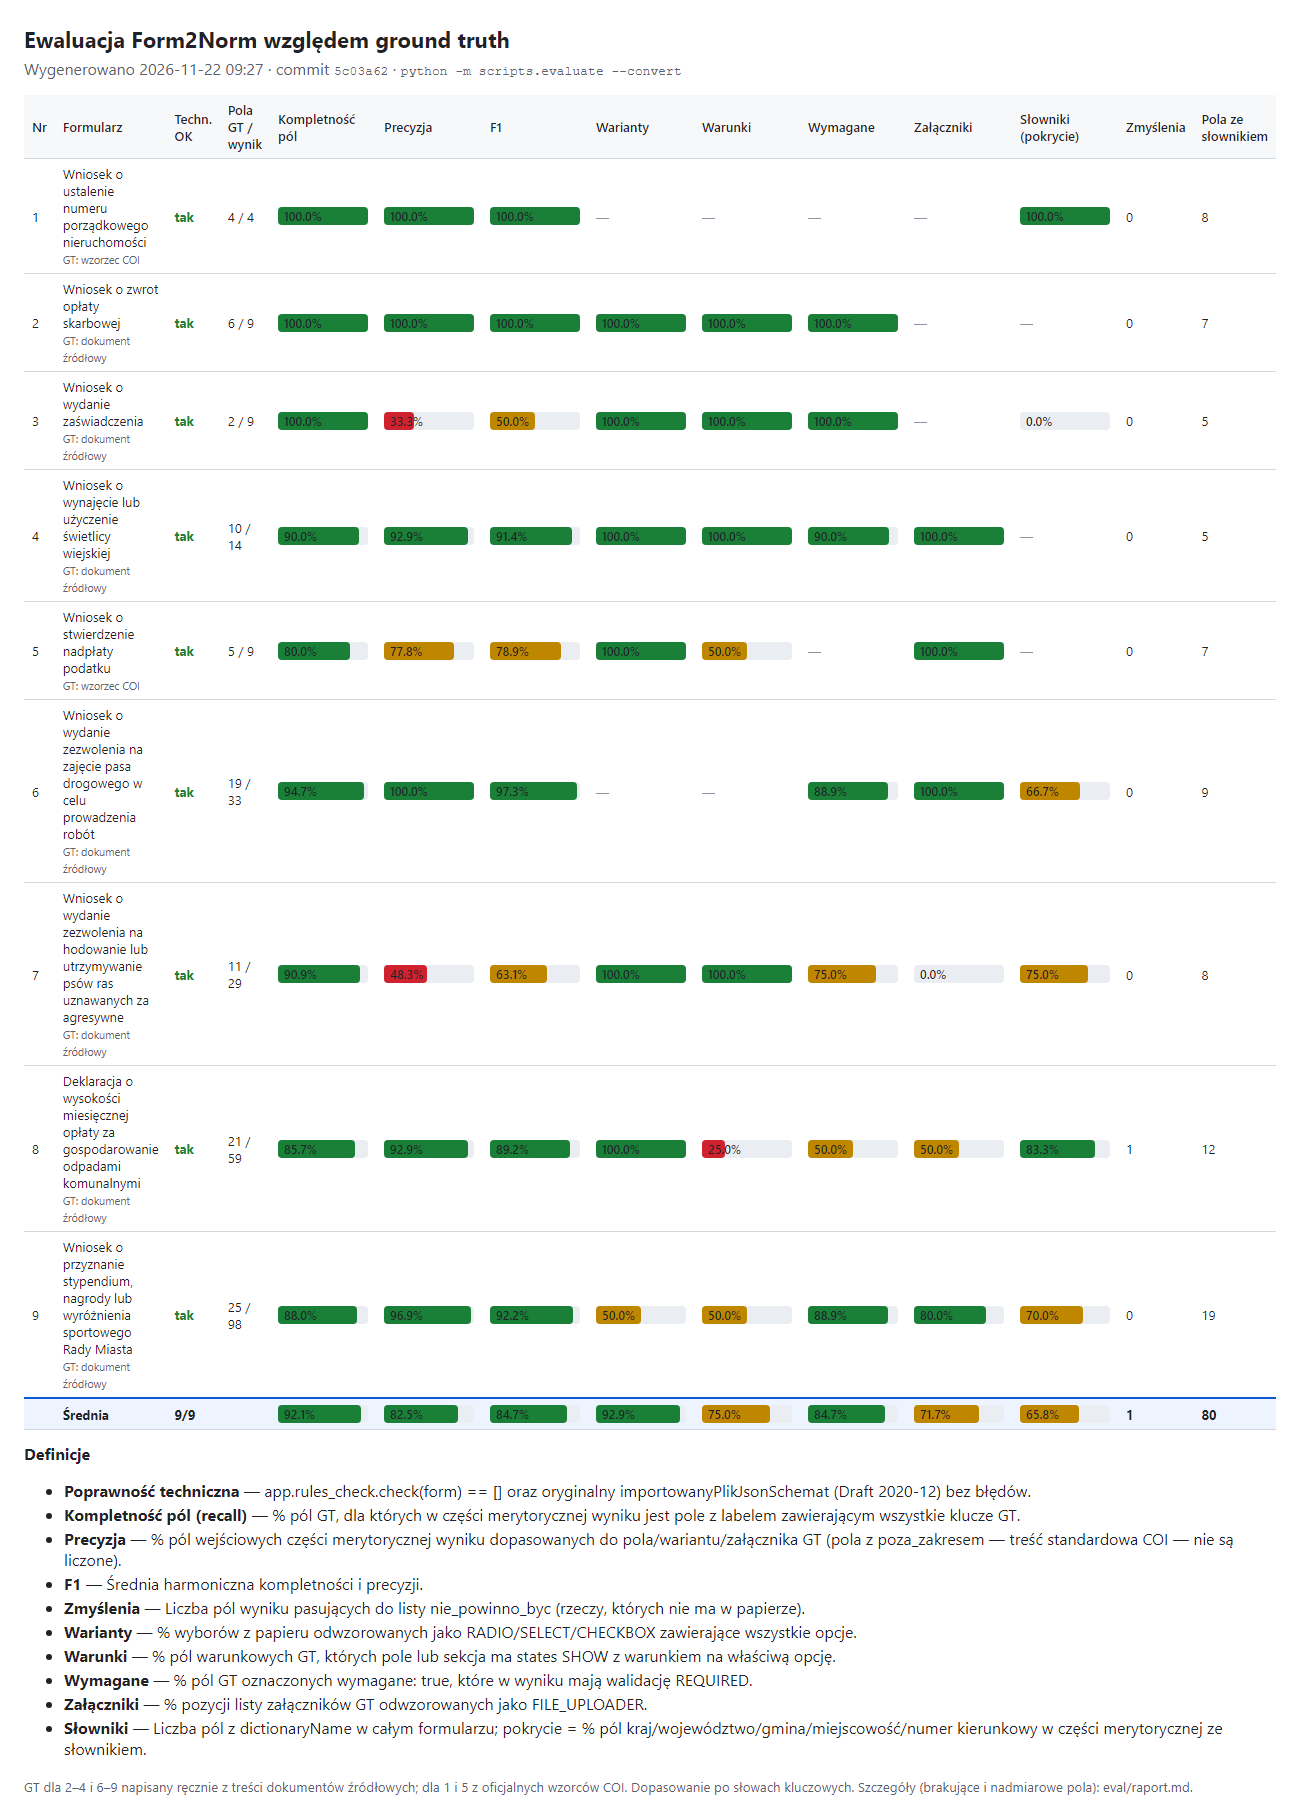 Ewaluacja Form2Norm względem ground truth
Wygenerowano 2026-11-22 09:27 · commit 5c03a62 · python -m scripts.evaluate --convert
Nr Formularz Techn. OK Pola GT / wynik Kompletność pól Precyzja F1 Warianty Warunki Wymagane Załączniki Słowniki (pokrycie) Zmyślenia Pola ze słownikiem
1 Wniosek o ustalenie numeru porządkowego nieruchomości GT: wzorzec COI tak 4 / 4 100.0% 100.0% 100.0% — — — — 100.0% 0 8
2 Wniosek o zwrot opłaty skarbowej GT: dokument źródłowy tak 6 / 9 100.0% 100.0% 100.0% 100.0% 100.0% 100.0% — — 0 7
3 Wniosek o wydanie zaświadczenia GT: dokument źródłowy tak 2 / 9 100.0% 33.3% 50.0% 100.0% 100.0% 100.0% — 0.0% 0 5
4 Wniosek o wynajęcie lub użyczenie świetlicy wiejskiej GT: dokument źródłowy tak 10 / 14 90.0% 92.9% 91.4% 100.0% 100.0% 90.0% 100.0% — 0 5
5 Wniosek o stwierdzenie nadpłaty podatku GT: wzorzec COI tak 5 / 9 80.0% 77.8% 78.9% 100.0% 50.0% — 100.0% — 0 7
6 Wniosek o wydanie zezwolenia na zajęcie pasa drogowego w celu prowadzenia robót GT: dokument źródłowy tak 19 / 33 94.7% 100.0% 97.3% — — 88.9% 100.0% 66.7% 0 9
7 Wniosek o wydanie zezwolenia na hodowanie lub utrzymywanie psów ras uznawanych za agresywne GT: dokument źródłowy tak 11 / 29 90.9% 48.3% 63.1% 100.0% 100.0% 75.0% 0.0% 75.0% 0 8
8 Deklaracja o wysokości miesięcznej opłaty za gospodarowanie odpadami komunalnymi GT: dokument źródłowy tak 21 / 59 85.7% 92.9% 89.2% 100.0% 25.0% 50.0% 50.0% 83.3% 1 12
9 Wniosek o przyznanie stypendium, nagrody lub wyróżnienia sportowego Rady Miasta GT: dokument źródłowy tak 25 / 98 88.0% 96.9% 92.2% 50.0% 50.0% 88.9% 80.0% 70.0% 0 19
Średnia 9/9 92.1% 82.5% 84.7% 92.9% 75.0% 84.7% 71.7% 65.8% 1 80
Definicje
• Poprawność techniczna — app.rules_check.check(form) == [] oraz oryginalny importowanyPlikJsonSchemat (Draft 2020-12) bez błędów.
• Kompletność pól (recall) — % pól GT, dla których w części merytorycznej wyniku jest pole z labelem zawierającym wszystkie klucze GT.
• Precyzja — % pól wejściowych części merytorycznej wyniku dopasowanych do pola/wariantu/załącznika GT (pola z poza_zakresem — treść standardowa COI — nie są
liczone).
• F1 — Średnia harmoniczna kompletności i precyzji.
• Zmyślenia — Liczba pól wyniku pasujących do listy nie_powinno_byc (rzeczy, których nie ma w papierze).
• Warianty — % wyborów z papieru odwzorowanych jako RADIO/SELECT/CHECKBOX zawierające wszystkie opcje.
• Warunki — % pól warunkowych GT, których pole lub sekcja ma states SHOW z warunkiem na właściwą opcję.
• Wymagane — % pól GT oznaczonych wymagane: true, które w wyniku mają walidację REQUIRED.
• Załączniki — % pozycji listy załączników GT odwzorowanych jako FILE_UPLOADER.
• Słowniki — Liczba pól z dictionaryName w całym formularzu; pokrycie = % pól kraj/województwo/gmina/miejscowość/numer kierunkowy w części merytorycznej ze
słownikiem.
GT dla 2–4 i 6–9 napisany ręcznie z treści dokumentów źródłowych; dla 1 i 5 z oficjalnych wzorców COI. Dopasowanie po słowach kluczowych. Szczegóły (brakujące i nadmiarowe pola): eval/raport.md.